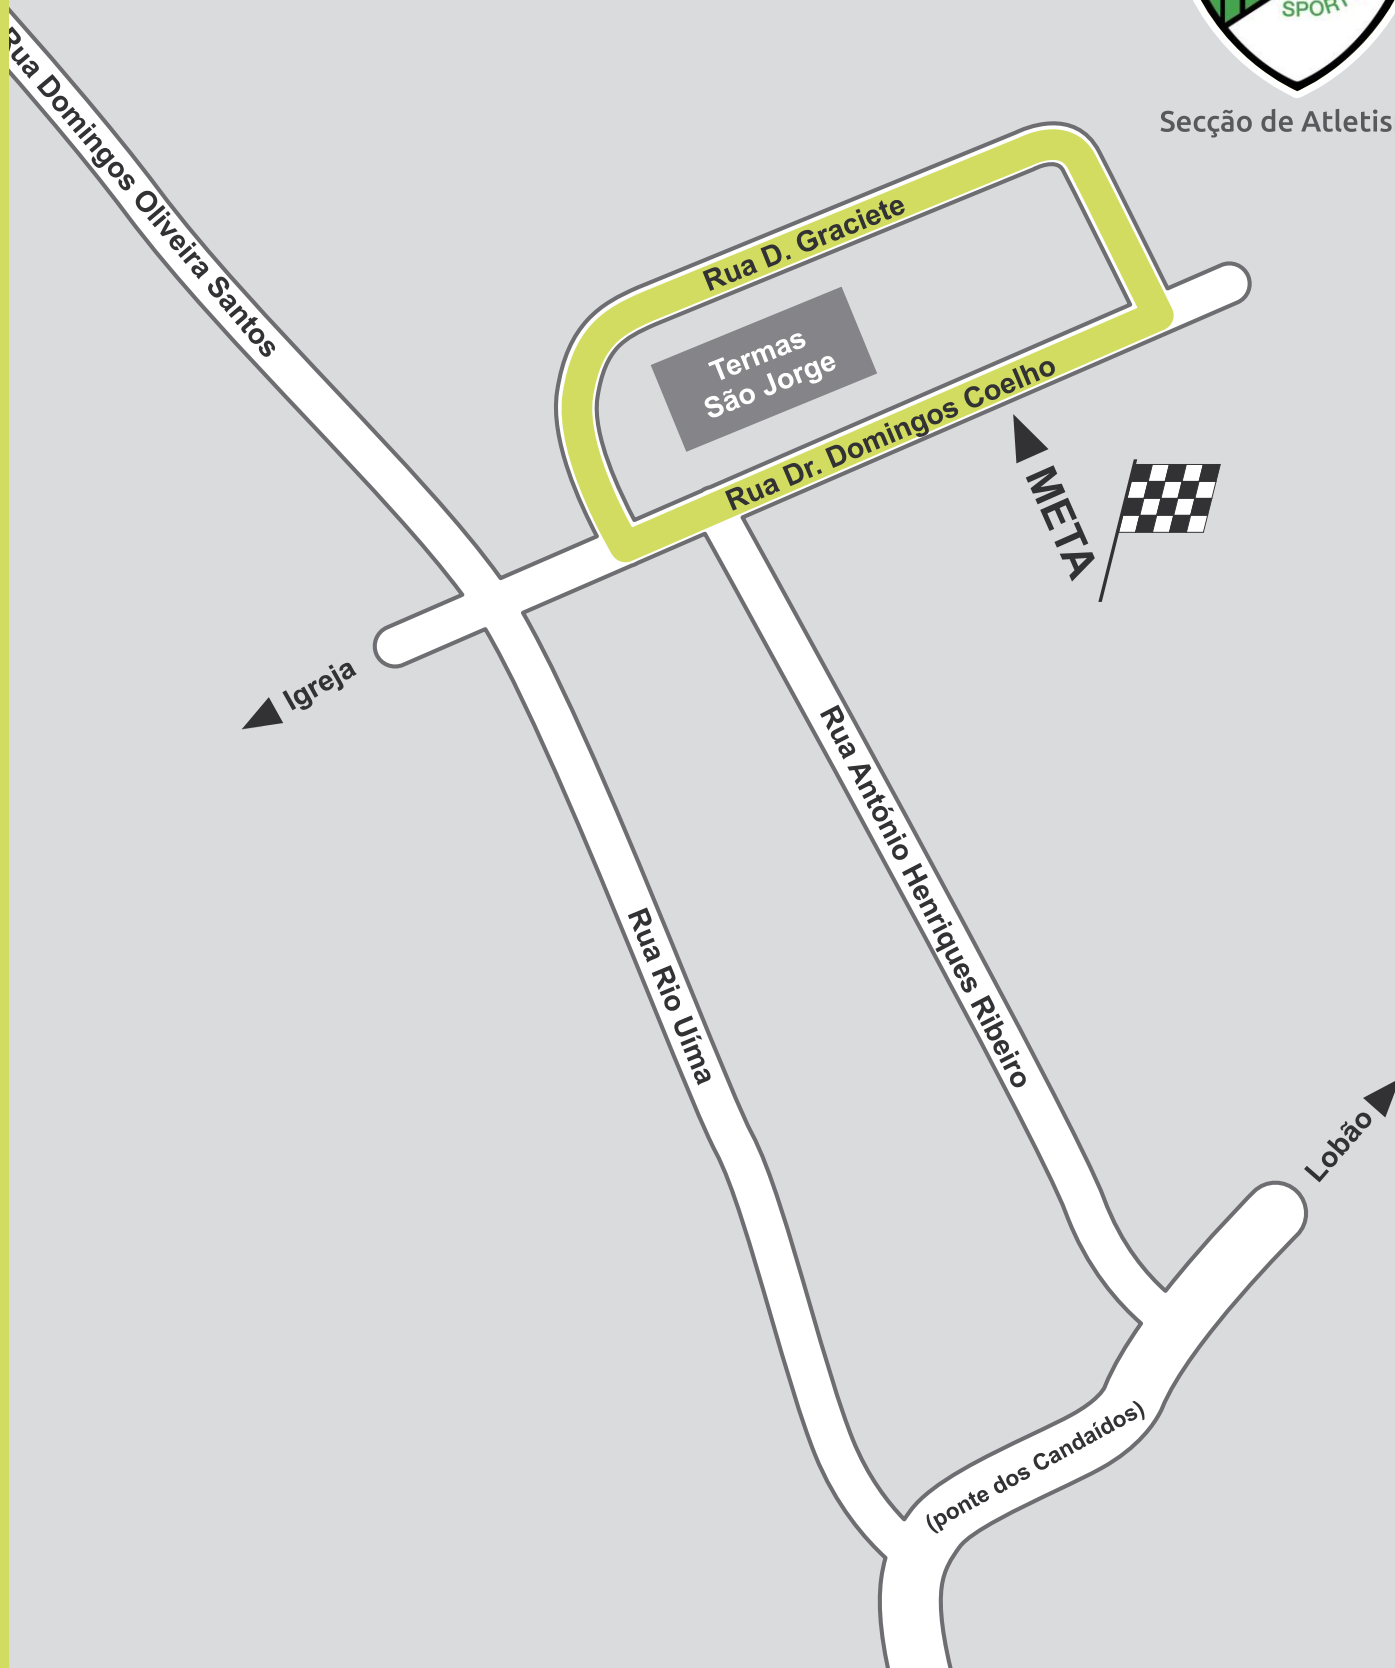 SPORT
Secção de Atletis
Rua Domingos Oliveira Santos
Rua D. Graciete
Termas
São Jorge
Rua Dr. Domingos Coelho
META
Igreja
Rua António Henriques Ribeiro
Rua Rio Uíma
Lobão
(ponte dos Candaídos)